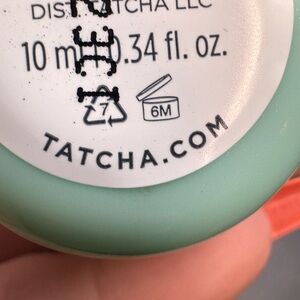 DIST TATCHA LLC
10 ml 0.34 fl. oz.
7
6M
TATCHA.COM